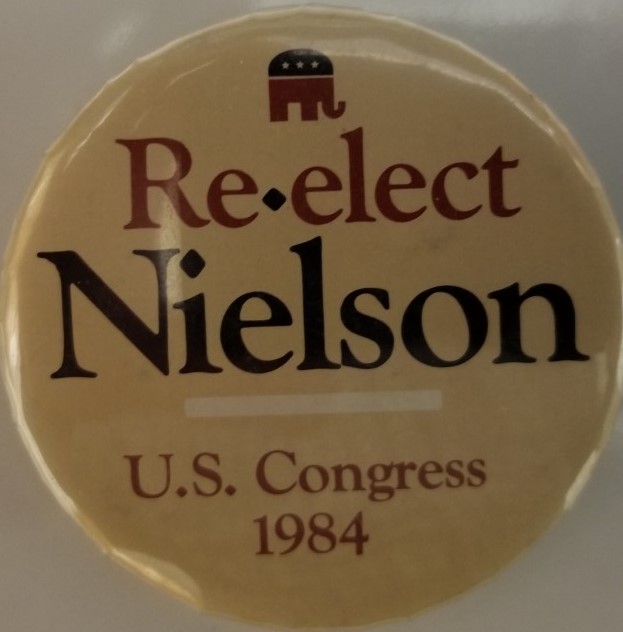 Re•elect
Nielson
U.S. Congress
1984